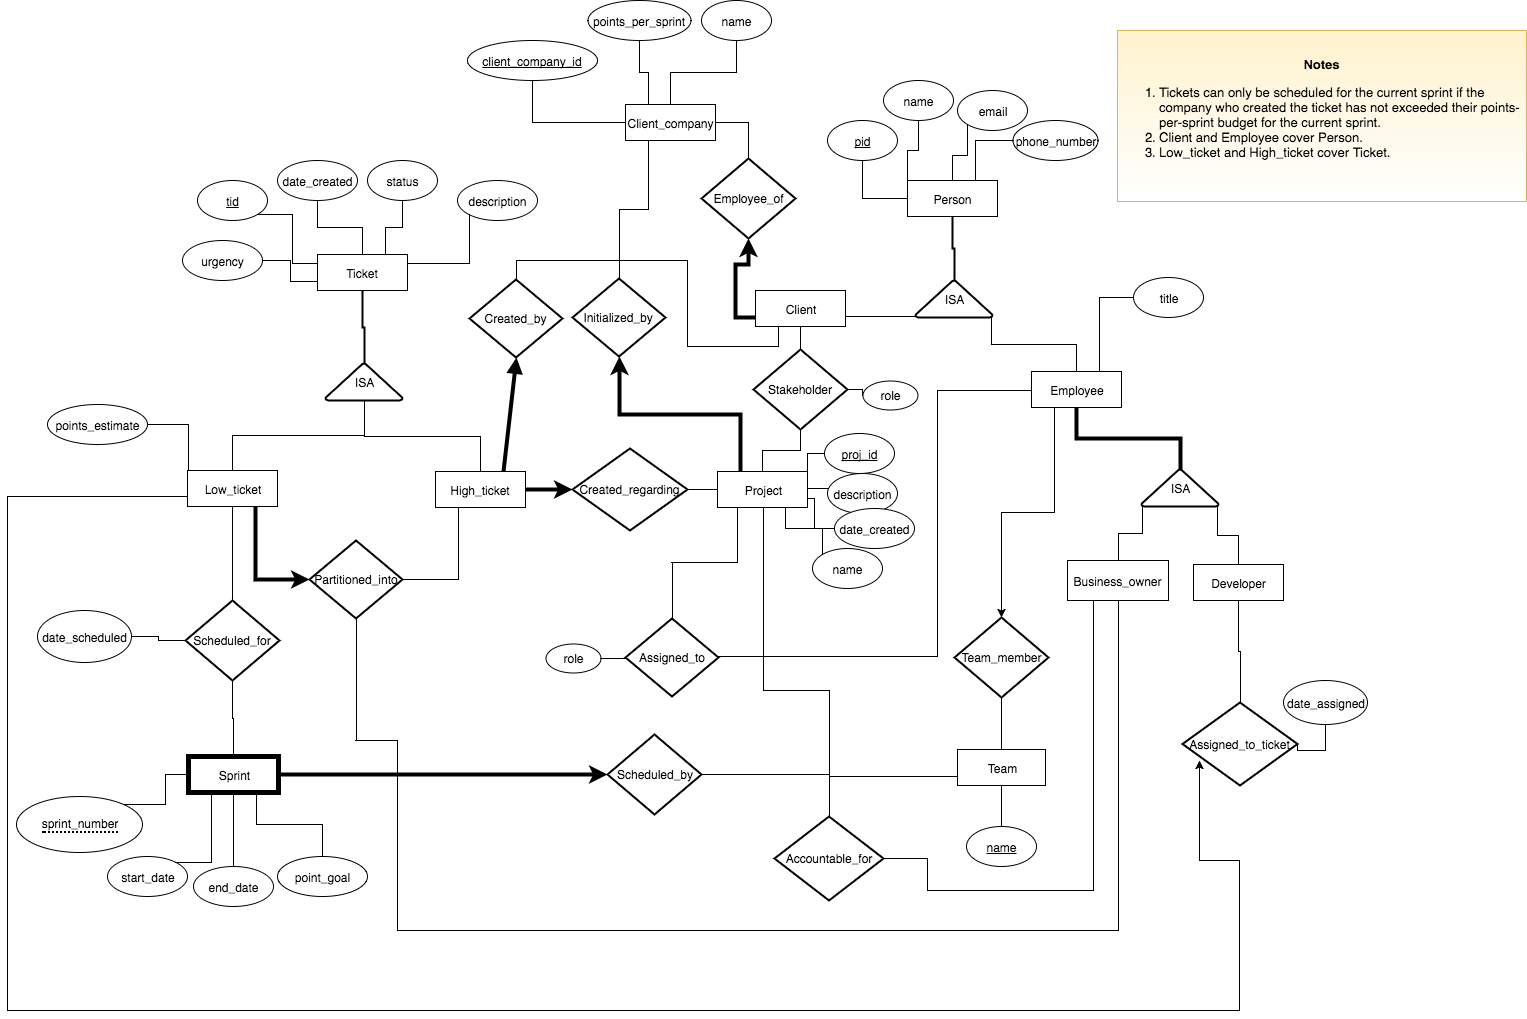 points_per_sprint
name
client_company_id
Client_company
Notes
1. Tickets can only be scheduled for the current sprint if the
company who created the ticket has not exceeded their points-
per-sprint budget for the current sprint.
2. Client and Employee cover Person.
3. Low_ticket and High_ticket cover Ticket.
name
email
pid
phone_number
Person
Employee_of
date_created
status
tid
description
urgency
Ticket
ISA
Client
title
Created_by
Initialized_by
ISA
Stakeholder
role
Employee
points_estimate
proj_id
Low_ticket
High_ticket
Created_regarding
Project
description
ISA
date_created
name
Partitioned_into
Business_owner
Developer
date_scheduled
Scheduled_for
role
Assigned_to
Team_member
date_assigned
Assigned_to_ticket
Sprint
Scheduled_by
Team
sprint_number
name
Accountable_for
start_date
end_date
point_goal